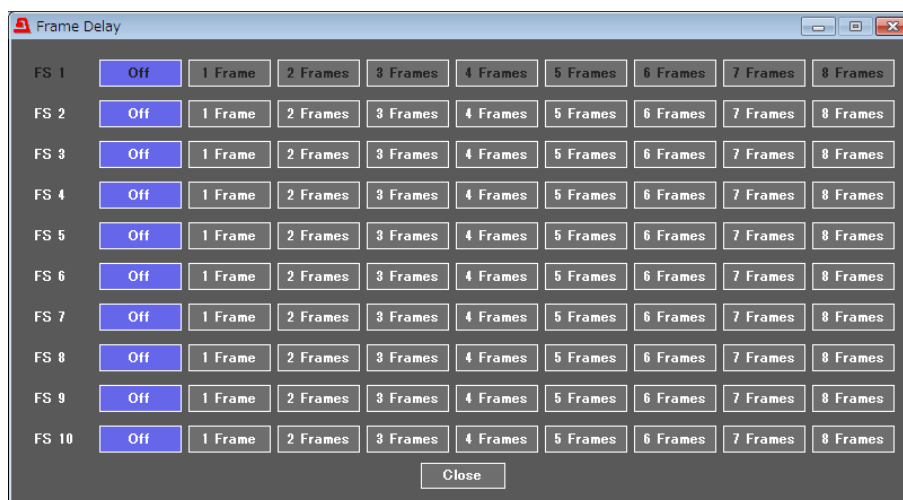 Frame Delay
FS 1 Off 1 Frame 2 Frames 3 Frames 4 Frames 5 Frames 6 Frames 7 Frames 8 Frames
FS 2 Off 1 Frame 2 Frames 3 Frames 4 Frames 5 Frames 6 Frames 7 Frames 8 Frames
FS 3 Off 1 Frame 2 Frames 3 Frames 4 Frames 5 Frames 6 Frames 7 Frames 8 Frames
FS 4 Off 1 Frame 2 Frames 3 Frames 4 Frames 5 Frames 6 Frames 7 Frames 8 Frames
FS 5 Off 1 Frame 2 Frames 3 Frames 4 Frames 5 Frames 6 Frames 7 Frames 8 Frames
FS 6 Off 1 Frame 2 Frames 3 Frames 4 Frames 5 Frames 6 Frames 7 Frames 8 Frames
FS 7 Off 1 Frame 2 Frames 3 Frames 4 Frames 5 Frames 6 Frames 7 Frames 8 Frames
FS 8 Off 1 Frame 2 Frames 3 Frames 4 Frames 5 Frames 6 Frames 7 Frames 8 Frames
FS 9 Off 1 Frame 2 Frames 3 Frames 4 Frames 5 Frames 6 Frames 7 Frames 8 Frames
FS 10 Off 1 Frame 2 Frames 3 Frames 4 Frames 5 Frames 6 Frames 7 Frames 8 Frames
Close